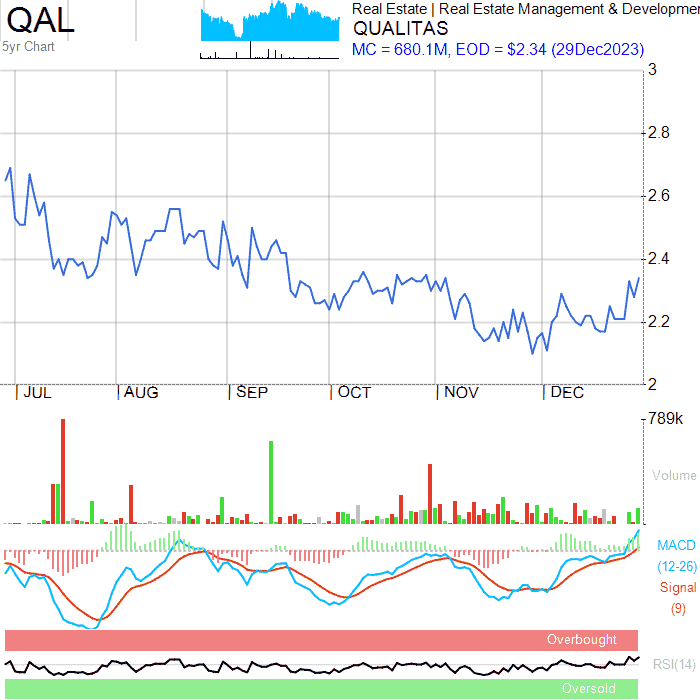 QAL
5yr Chart
Real Estate | Real Estate Management & Developmen
QUALITAS
MC = 680.1M, EOD = $2.34 (29Dec2023)
3
2.8
2.6
2.4
2.2
2
JUL AUG SEP OCT NOV DEC
789k
Volume
MACD
(12-26)
Signal
(9)
Overbought
RSI(14)
Oversold